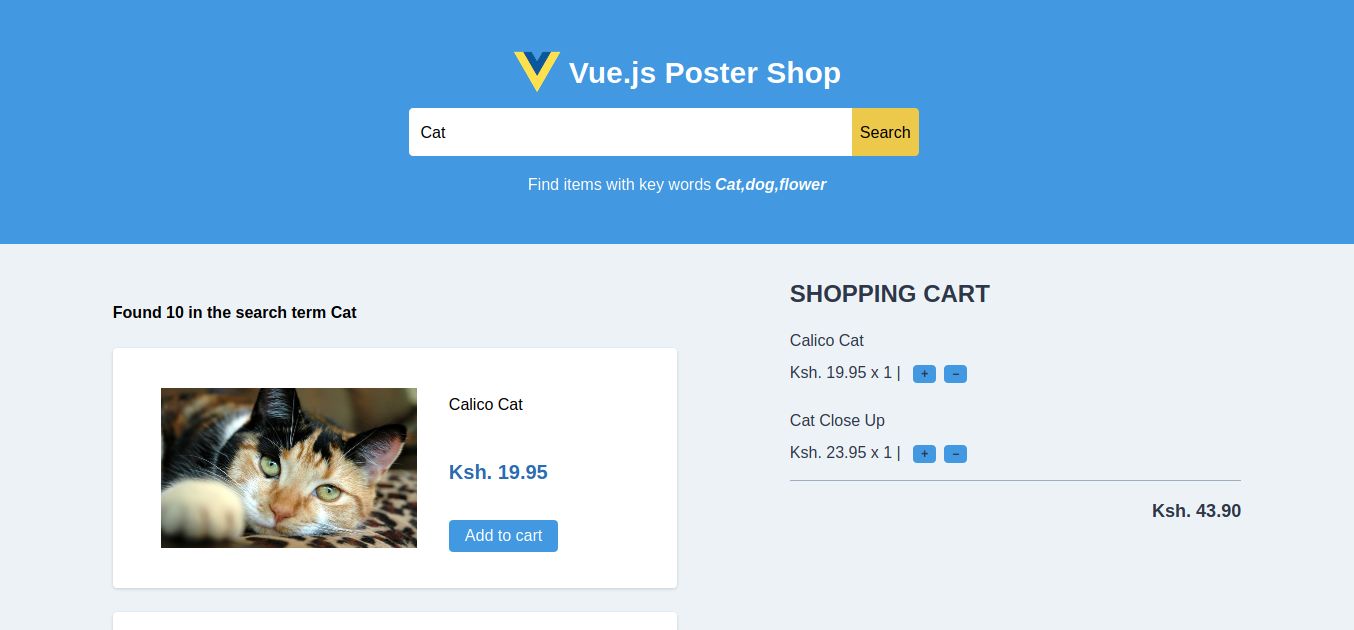 Vue.js Poster Shop
Cat
Search
Find items with key words Cat,dog,flower
Found 10 in the search term Cat
Calico Cat
Ksh. 19.95
Add to cart
SHOPPING CART
Calico Cat
Ksh. 19.95 x 1 | + −
Cat Close Up
Ksh. 23.95 x 1 | + −
Ksh. 43.90